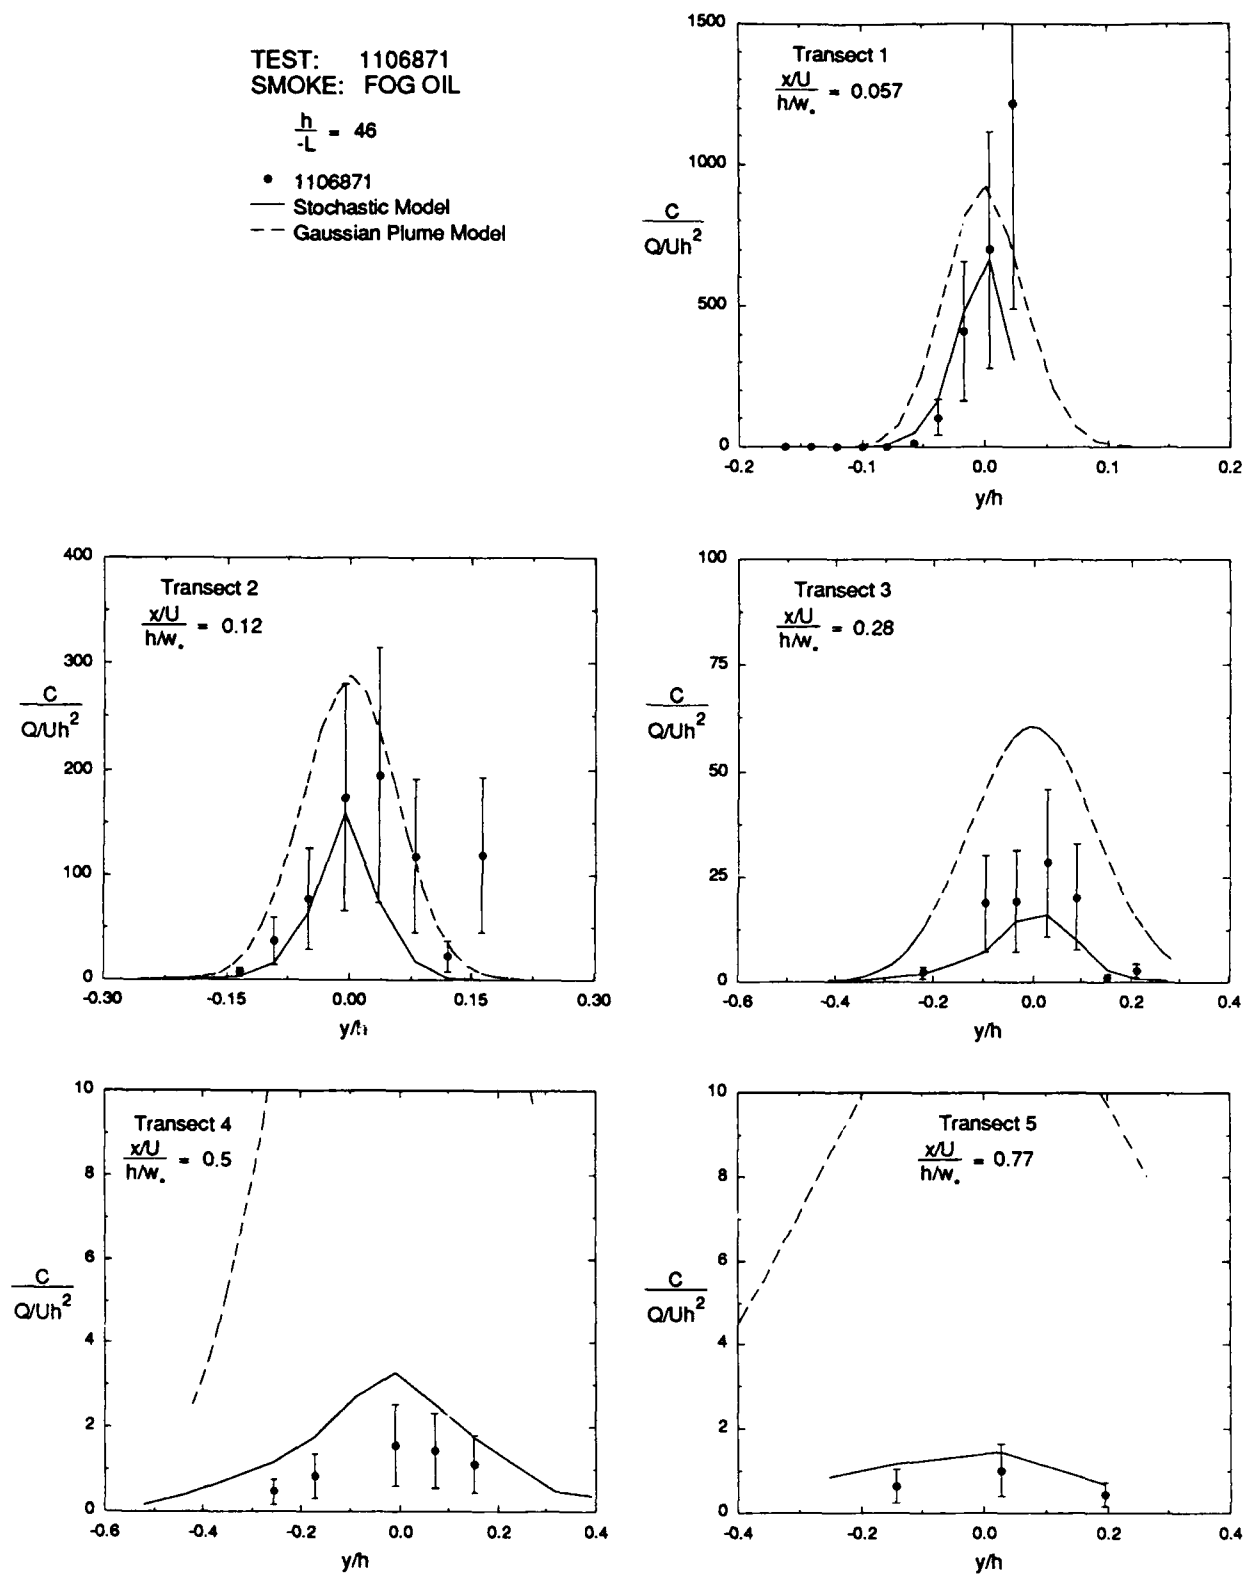 TEST: 1106871
SMOKE: FOG OIL
h
-L = 46
• 1106871
— Stochastic Model
– – Gaussian Plume Model
Transect 1
x/U
h/w* = 0.057
C
Q/Uh²
1500
1000
500
0
-0.2 -0.1 0.0 0.1 0.2
y/h
Transect 2
x/U
h/w* = 0.12
C
Q/Uh²
400
300
200
100
0
-0.30 -0.15 0.00 0.15 0.30
y/h
Transect 3
x/U
h/w* = 0.28
C
Q/Uh²
100
75
50
25
0
-0.6 -0.4 -0.2 0.0 0.2 0.4
y/h
Transect 4
x/U
h/w* = 0.5
C
Q/Uh²
10
8
6
4
2
0
-0.6 -0.4 -0.2 0.0 0.2 0.4
y/h
Transect 5
x/U
h/w* = 0.77
C
Q/Uh²
10
8
6
4
2
0
-0.4 -0.2 0.0 0.2 0.4
y/h